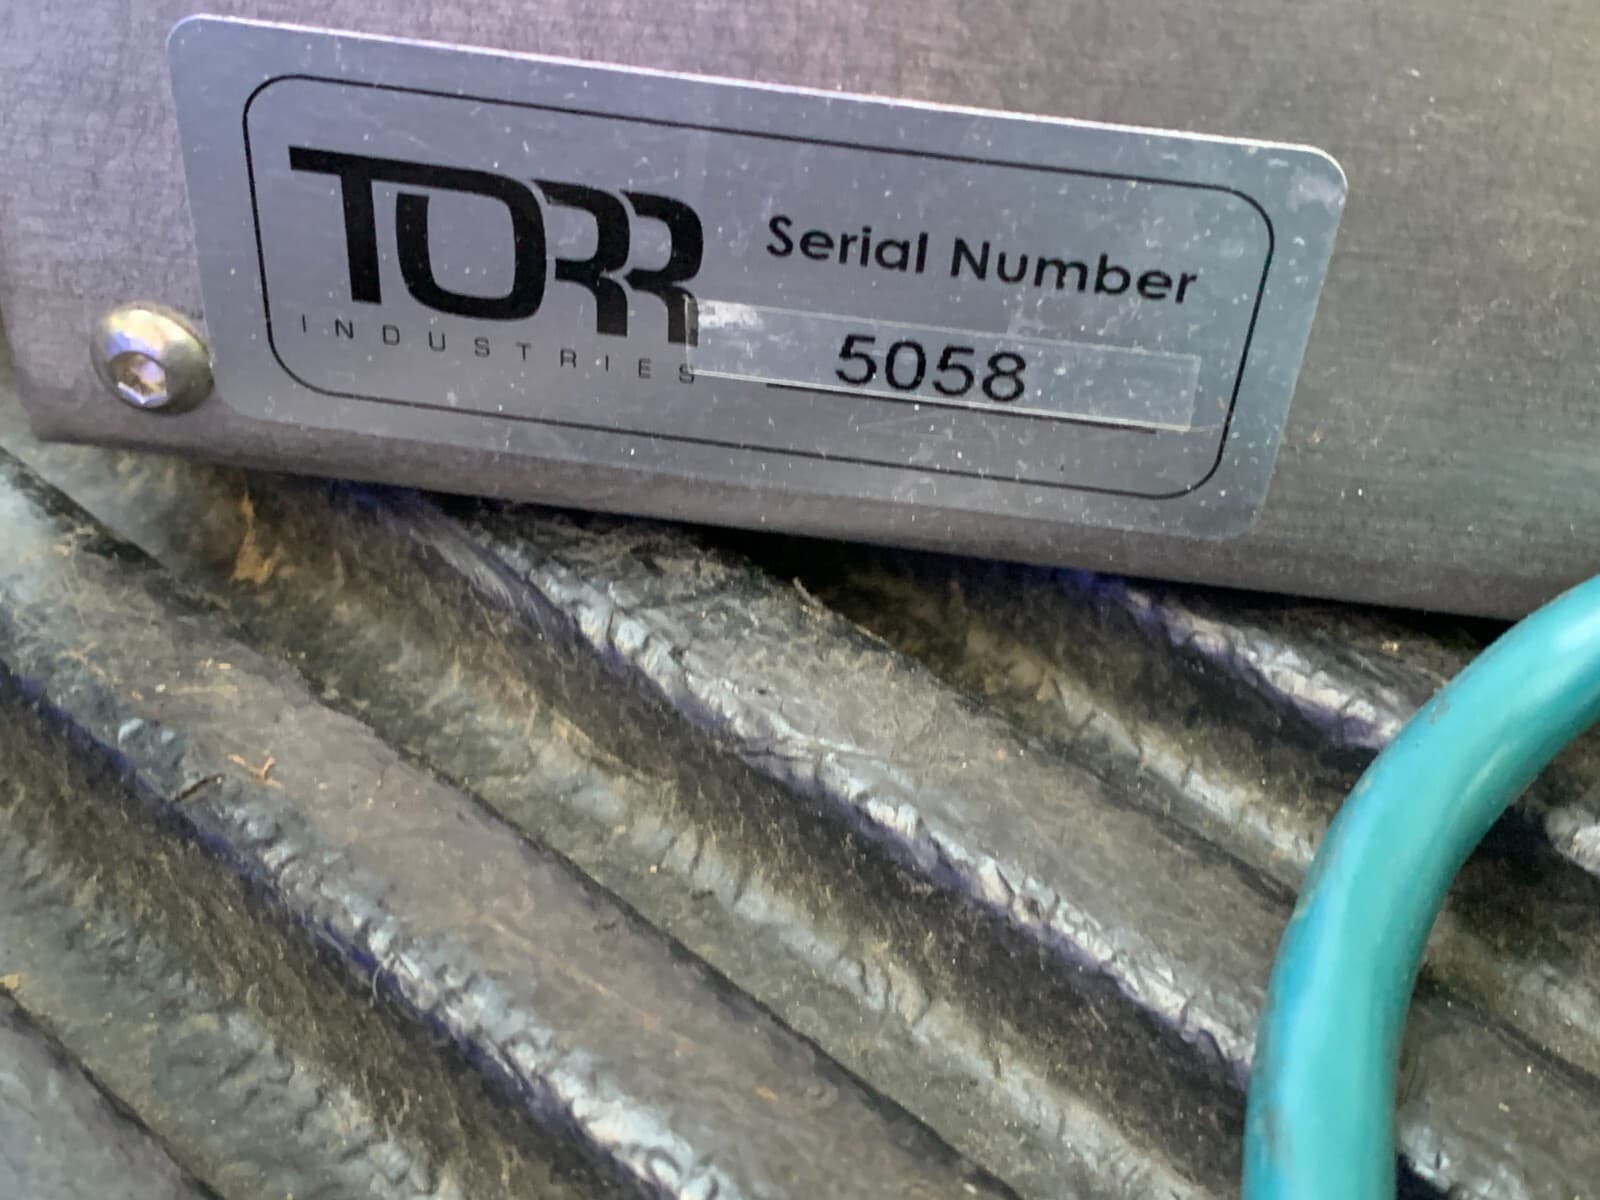 TORR
INDUSTRIES
Serial Number
5058